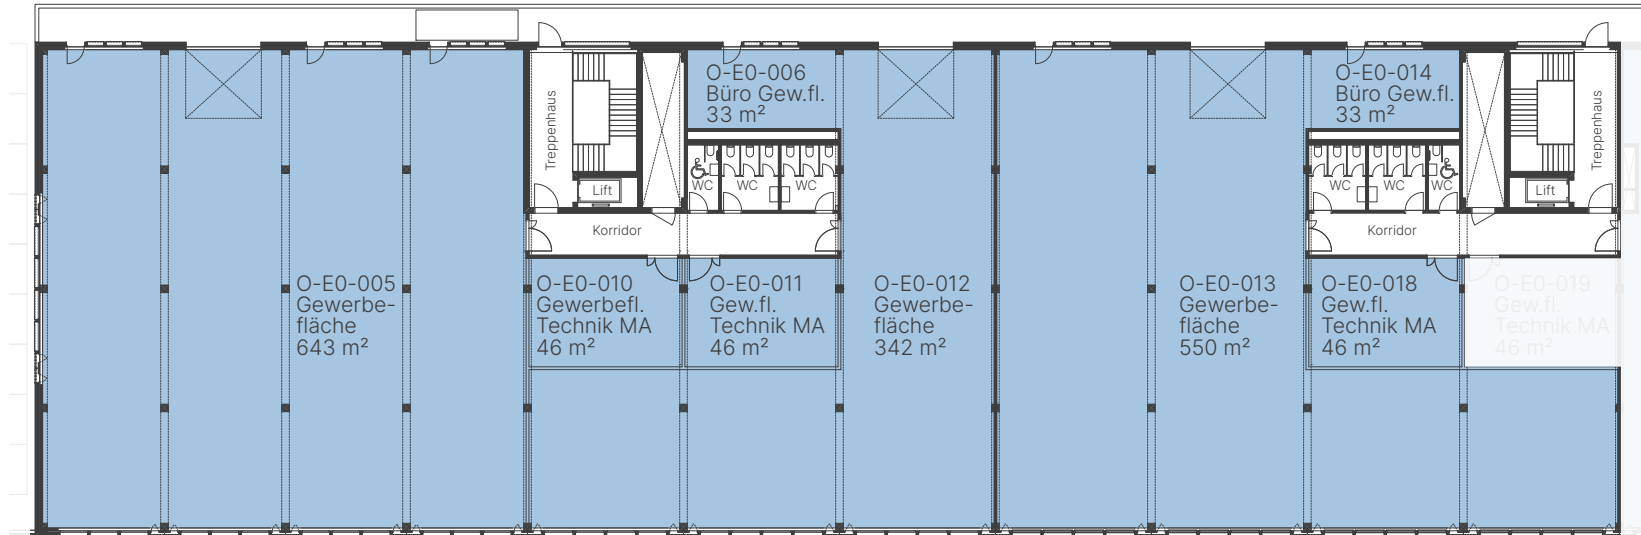 O-E0-006
Büro Gew.fl.
33 m²
O-E0-014
Büro Gew.fl.
33 m²
Treppenhaus
Treppenhaus
Lift
WC
WC
WC
WC
WC
WC
Lift
Korridor
Korridor
O-E0-005
Gewerbe-
fläche
643 m²
O-E0-010
Gewerbefl.
Technik MA
46 m²
O-E0-011
Gew.fl.
Technik MA
46 m²
O-E0-012
Gewerbe-
fläche
342 m²
O-E0-013
Gewerbe-
fläche
550 m²
O-E0-018
Gew.fl.
Technik MA
46 m²
O-E0-019
Gew.fl.
Technik MA
46 m²